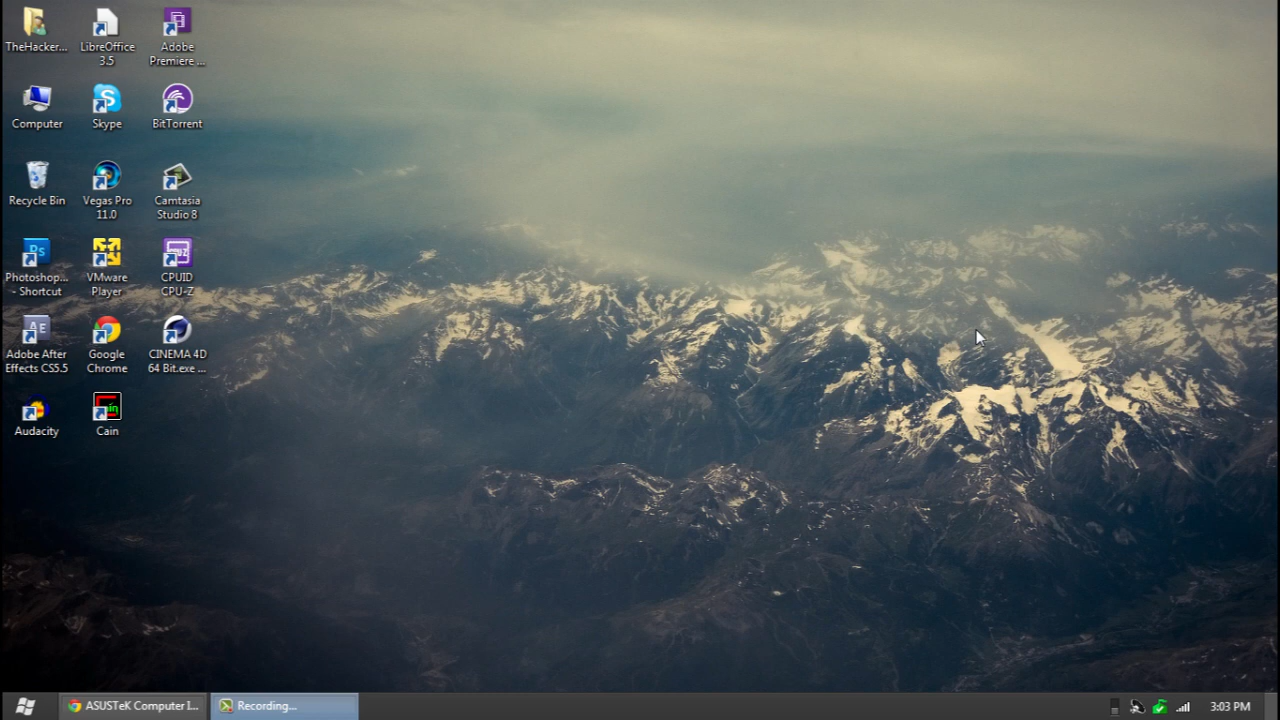 TheHacker...
LibreOffice
3.5
Adobe
Premiere ...
Computer
Skype
BitTorrent
Recycle Bin
Vegas Pro
11.0
Camtasia
Studio 8
Ps
Photoshop...
- Shortcut
VMware
Player
CPUID
CPU-Z
AE
Adobe After
Effects CS5.5
Google
Chrome
CINEMA 4D
64 Bit.exe ...
Audacity
Cain
ASUSTeK Computer I...
Recording...
3:03 PM